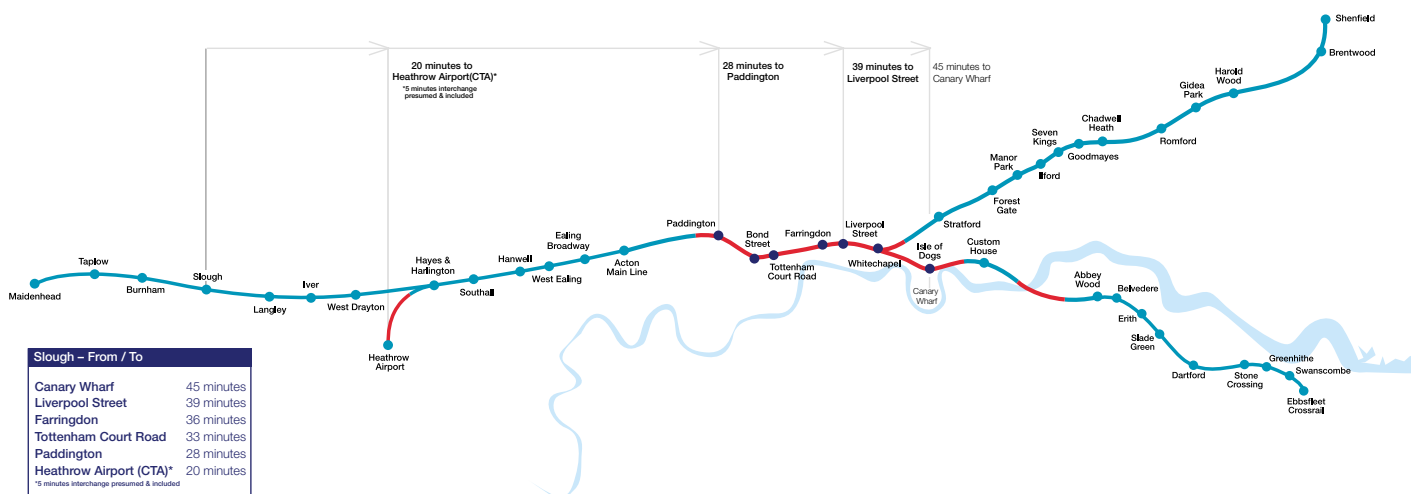 Shenfield
Brentwood
Harold
Wood
Gidea
Park
Romford
Chadwell
Heath
Goodmayes
Seven
Kings
Ilford
Manor
Park
Forest
Gate
Stratford
20 minutes to
Heathrow Airport(CTA)*
*5 minutes interchange
presumed & included
28 minutes to
Paddington
39 minutes to
Liverpool Street
45 minutes to
Canary Wharf
Maidenhead
Taplow
Burnham
Slough
Langley
Iver
West Drayton
Hayes &
Harlington
Heathrow
Airport
Southall
Hanwell
West Ealing
Ealing
Broadway
Acton
Main Line
Paddington
Bond
Street
Tottenham
Court Road
Farringdon
Liverpool
Street
Whitechapel
Isle of
Dogs
Canary
Wharf
Custom
House
Abbey
Wood
Belvedere
Erith
Slade
Green
Dartford
Stone
Crossing
Greenhithe
Swanscombe
Ebbsfleet
Crossrail
Slough – From / To
Canary Wharf 45 minutes
Liverpool Street 39 minutes
Farringdon 36 minutes
Tottenham Court Road 33 minutes
Paddington 28 minutes
Heathrow Airport (CTA)* 20 minutes
*5 minutes interchange presumed & included